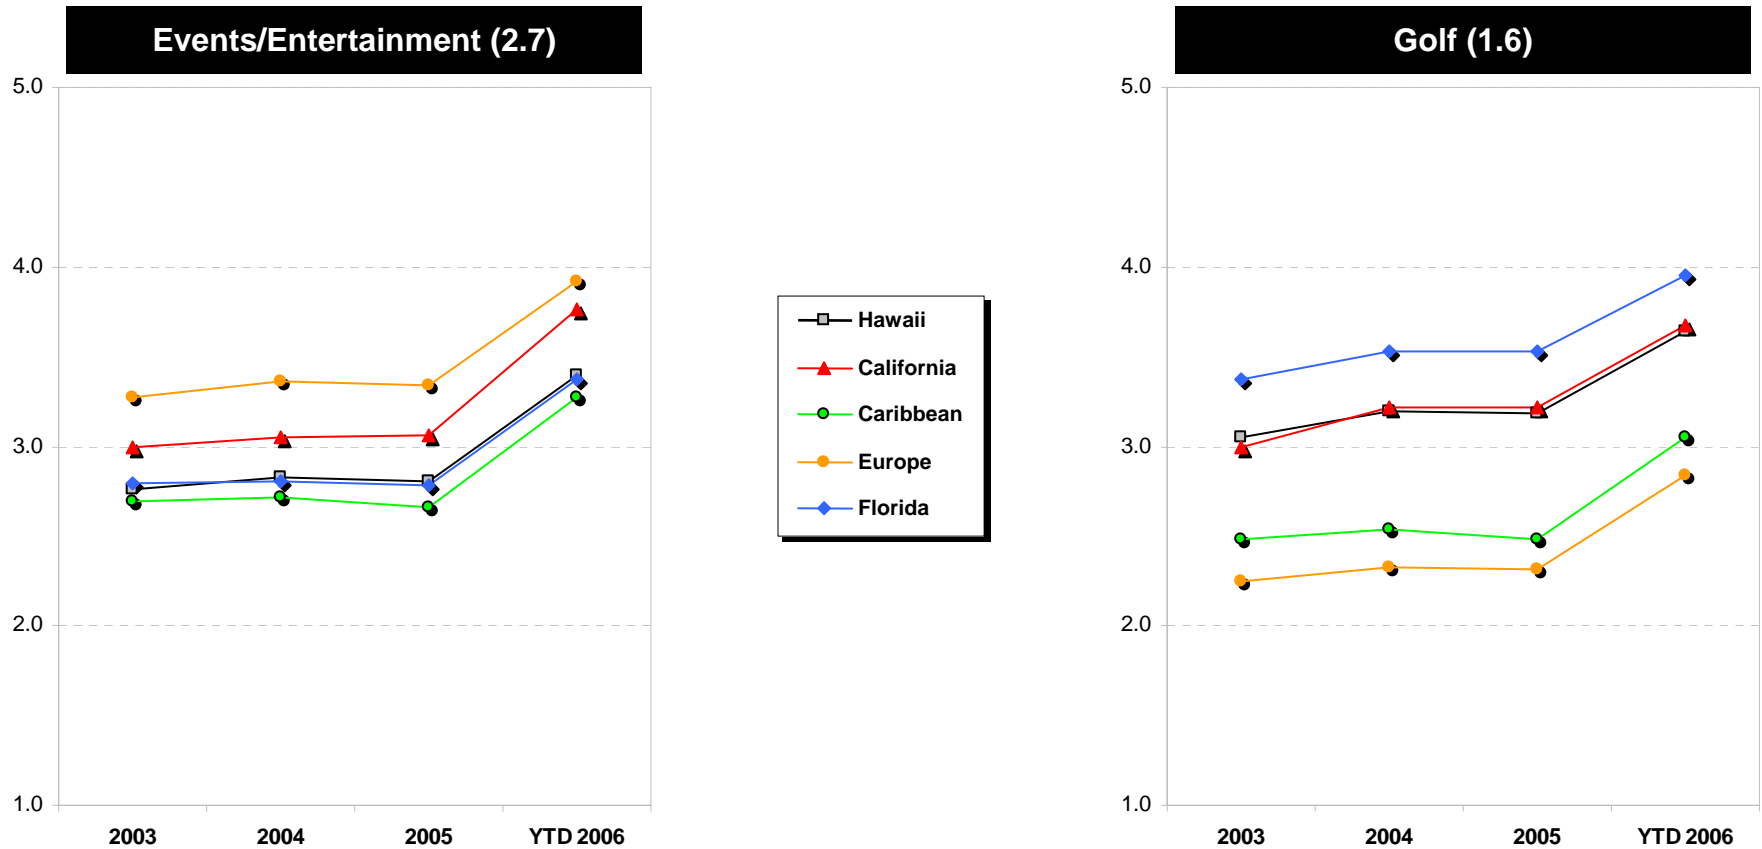 Events/Entertainment (2.7)
5.0
4.0
3.0
2.0
1.0
2003 2004 2005 YTD 2006
Hawaii
California
Caribbean
Europe
Florida
Golf (1.6)
5.0
4.0
3.0
2.0
1.0
2003 2004 2005 YTD 2006